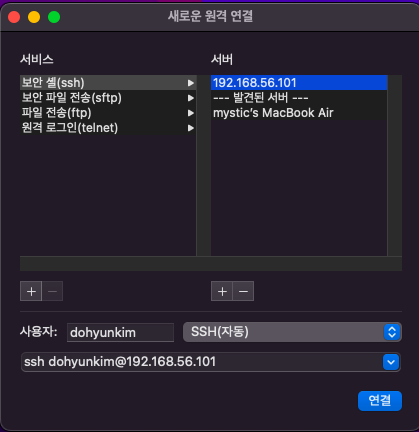 새로운 원격 연결
서비스
서버
보안 셸(ssh)
보안 파일 전송(sftp)
파일 전송(ftp)
원격 로그인(telnet)
192.168.56.101
--- 발견된 서버 ---
mystic's MacBook Air
사용자: dohyunkim SSH(자동)
ssh dohyunkim@192.168.56.101
연결